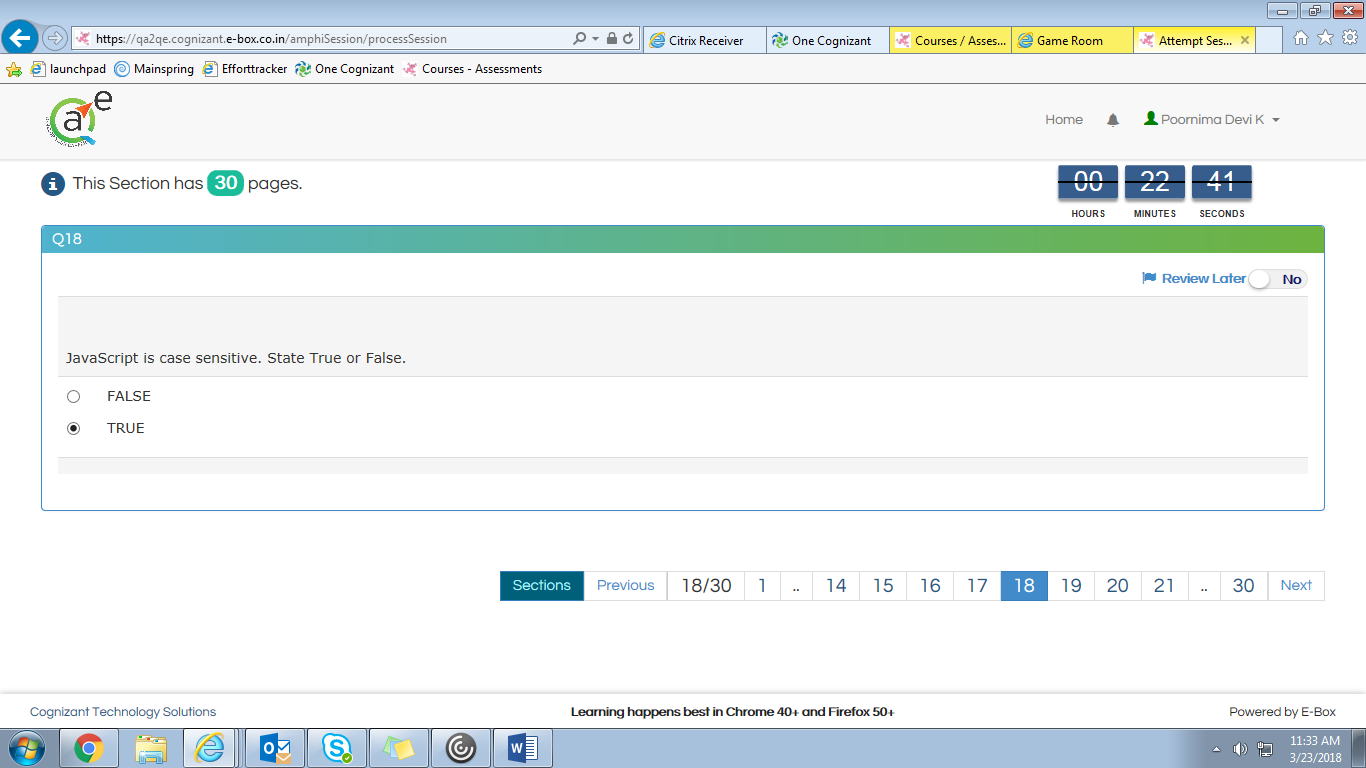 https://qa2qe.cognizant.e-box.co.in/amphiSession/processSession
Citrix Receiver
One Cognizant
Courses / Asses...
Game Room
Attempt Ses...
launchpad
Mainspring
Efforttracker
One Cognizant
Courses - Assessments
a e
Home
Poornima Devi K
This Section has 30 pages.
00 22 41
HOURS MINUTES SECONDS
Q18
Review Later No
JavaScript is case sensitive. State True or False.
FALSE
TRUE
Sections Previous 18/30 1 .. 14 15 16 17 18 19 20 21 .. 30 Next
Cognizant Technology Solutions
Learning happens best in Chrome 40+ and Firefox 50+
Powered by E-Box
11:33 AM
3/23/2018